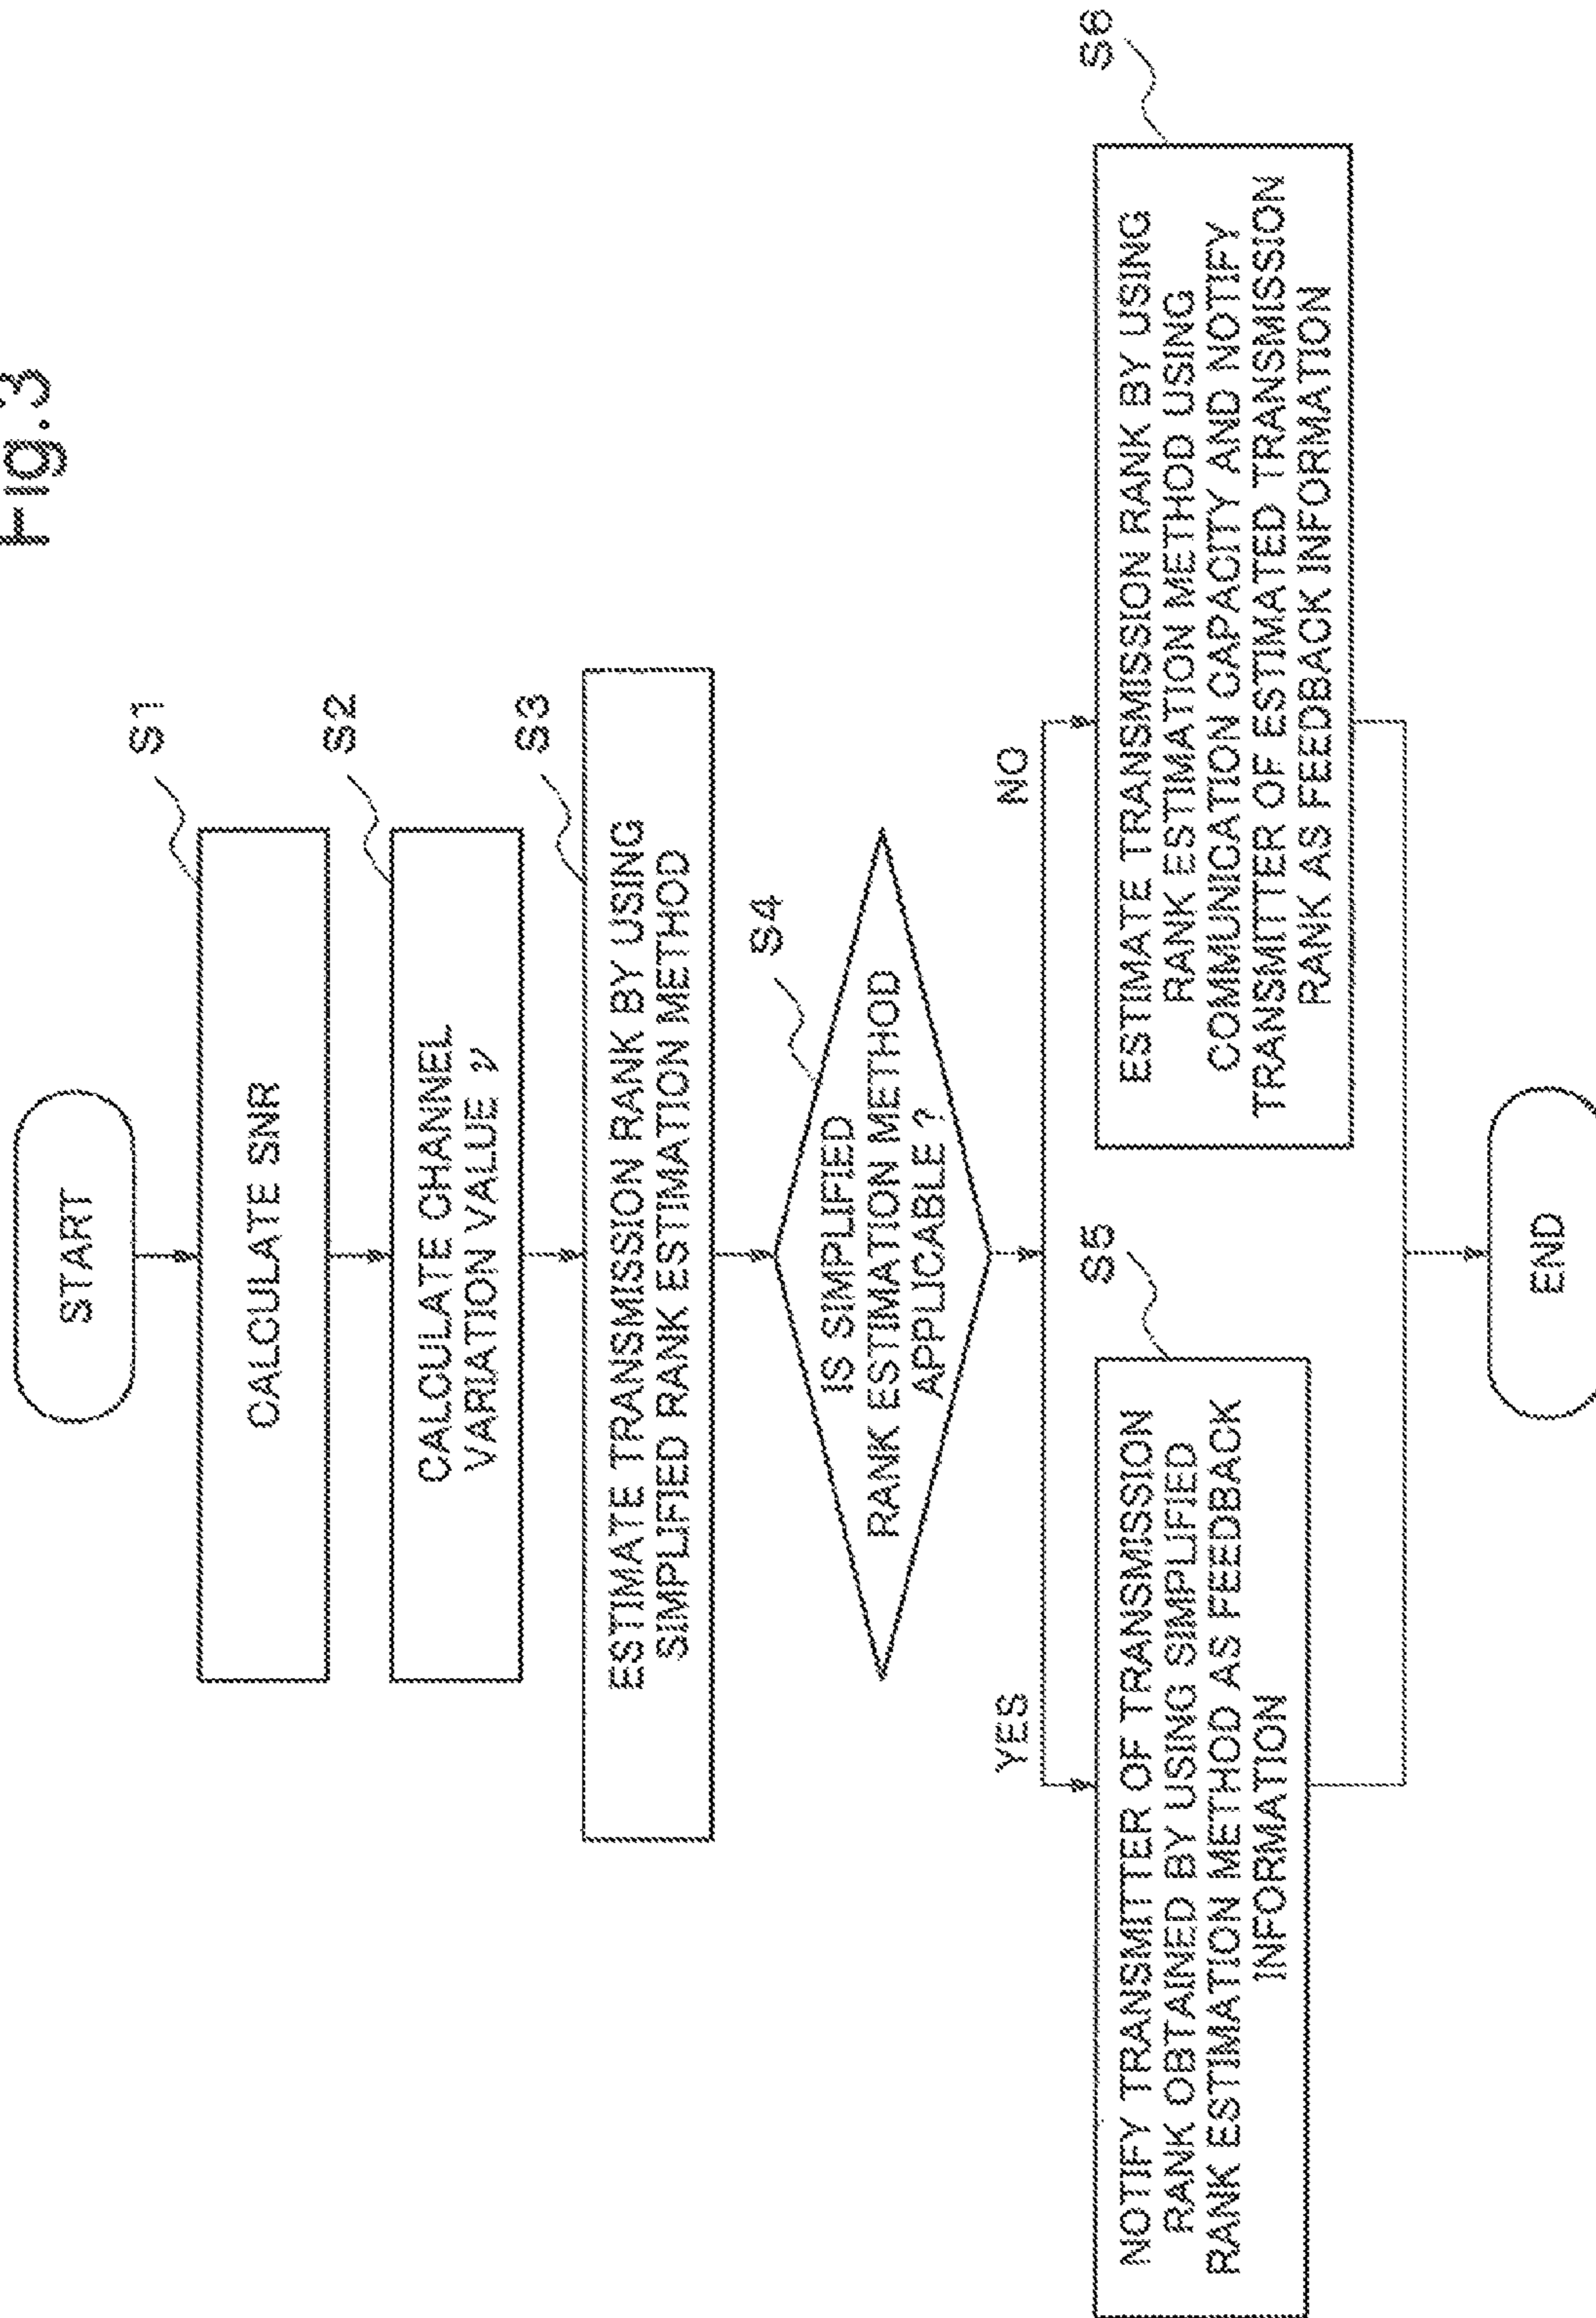 Fig.3
START
S1
CALCULATE SNR
S2
CALCULATE CHANNEL
VARIATION VALUE γ
S3
ESTIMATE TRANSMISSION RANK BY USING
SIMPLIFIED RANK ESTIMATION METHOD
S4
IS SIMPLIFIED
RANK ESTIMATION METHOD
APPLICABLE ?
YES
NO
S5
NOTIFY TRANSMITTER OF TRANSMISSION
RANK OBTAINED BY USING SIMPLIFIED
RANK ESTIMATION METHOD AS FEEDBACK
INFORMATION
S6
ESTIMATE TRANSMISSION RANK BY USING
RANK ESTIMATION METHOD USING
COMMUNICATION CAPACITY AND NOTIFY
TRANSMITTER OF ESTIMATED TRANSMISSION
RANK AS FEEDBACK INFORMATION
END